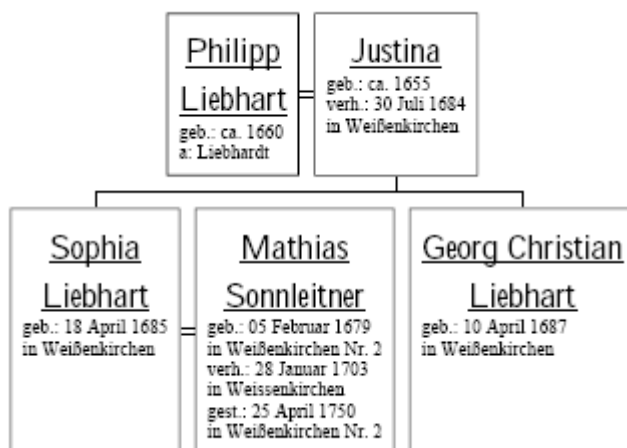 Philipp
Liebhart
geb.: ca. 1660
a: Liebhardt
Justina
geb.: ca. 1655
verh.: 30 Juli 1684
in Weißenkirchen
Sophia
Liebhart
geb.: 18 April 1685
in Weißenkirchen
Mathias
Sonnleitner
geb.: 05 Februar 1679
in Weißenkirchen Nr. 2
verh.: 28 Januar 1703
in Weissenkirchen
gest.: 25 April 1750
in Weißenkirchen Nr. 2
Georg Christian
Liebhart
geb.: 10 April 1687
in Weißenkirchen